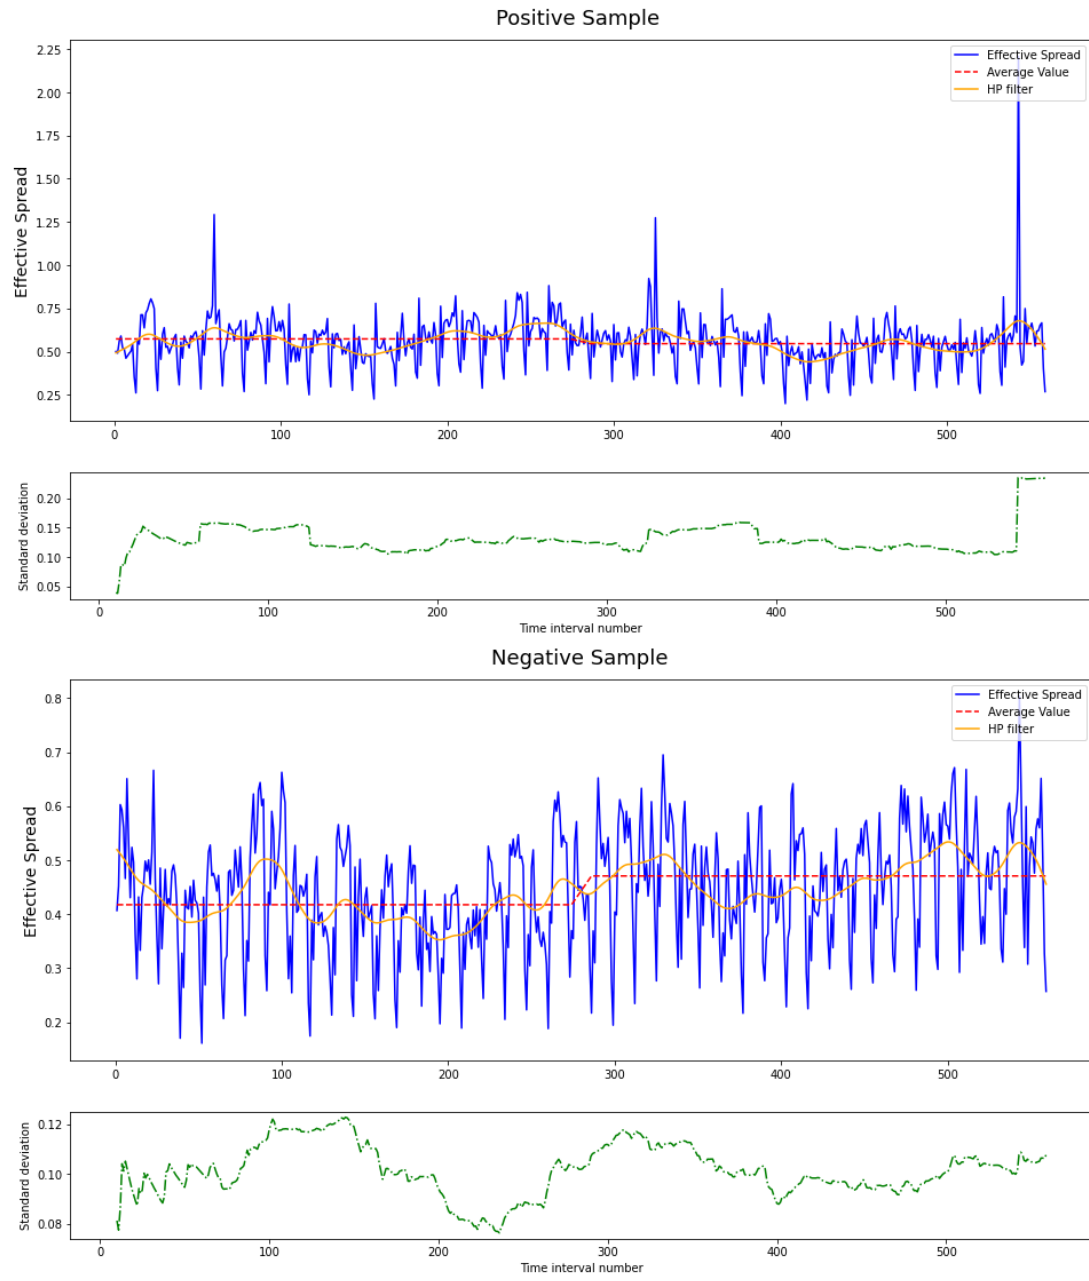 Positive Sample
Effective Spread
2.25
2.00
1.75
1.50
1.25
1.00
0.75
0.50
0.25
Effective Spread
Average Value
HP filter
0 100 200 300 400 500
Standard deviation
0.20
0.15
0.10
0.05
0 100 200 300 400 500
Time interval number
Negative Sample
Effective Spread
0.8
0.7
0.6
0.5
0.4
0.3
0.2
Effective Spread
Average Value
HP filter
0 100 200 300 400 500
Standard deviation
0.12
0.10
0.08
0 100 200 300 400 500
Time interval number